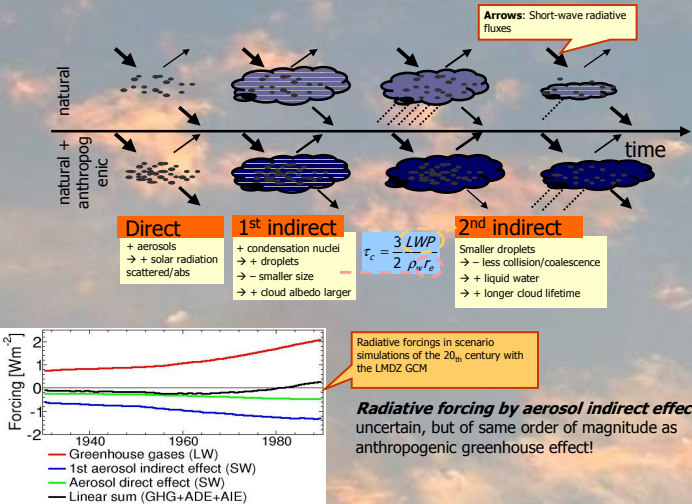 Arrows: Short-wave radiative
fluxes
natural
natural +
anthropog
enic
time
Direct
+ aerosols
→ + solar radiation
scattered/abs
1st indirect
+ condensation nuclei
→ + droplets
→ − smaller size
→ + cloud albedo larger
τc = 3/2 LWP/ρw re
2nd indirect
Smaller droplets
→ − less collision/coalescence
→ + liquid water
→ + longer cloud lifetime
Forcing [Wm-2]
2
1
0
-1
-2
1940 1960 1980
Greenhouse gases (LW)
1st aerosol indirect effect (SW)
Aerosol direct effect (SW)
Linear sum (GHG+ADE+AIE)
Radiative forcings in scenario
simulations of the 20th century with
the LMDZ GCM
Radiative forcing by aerosol indirect effec
uncertain, but of same order of magnitude as
anthropogenic greenhouse effect!